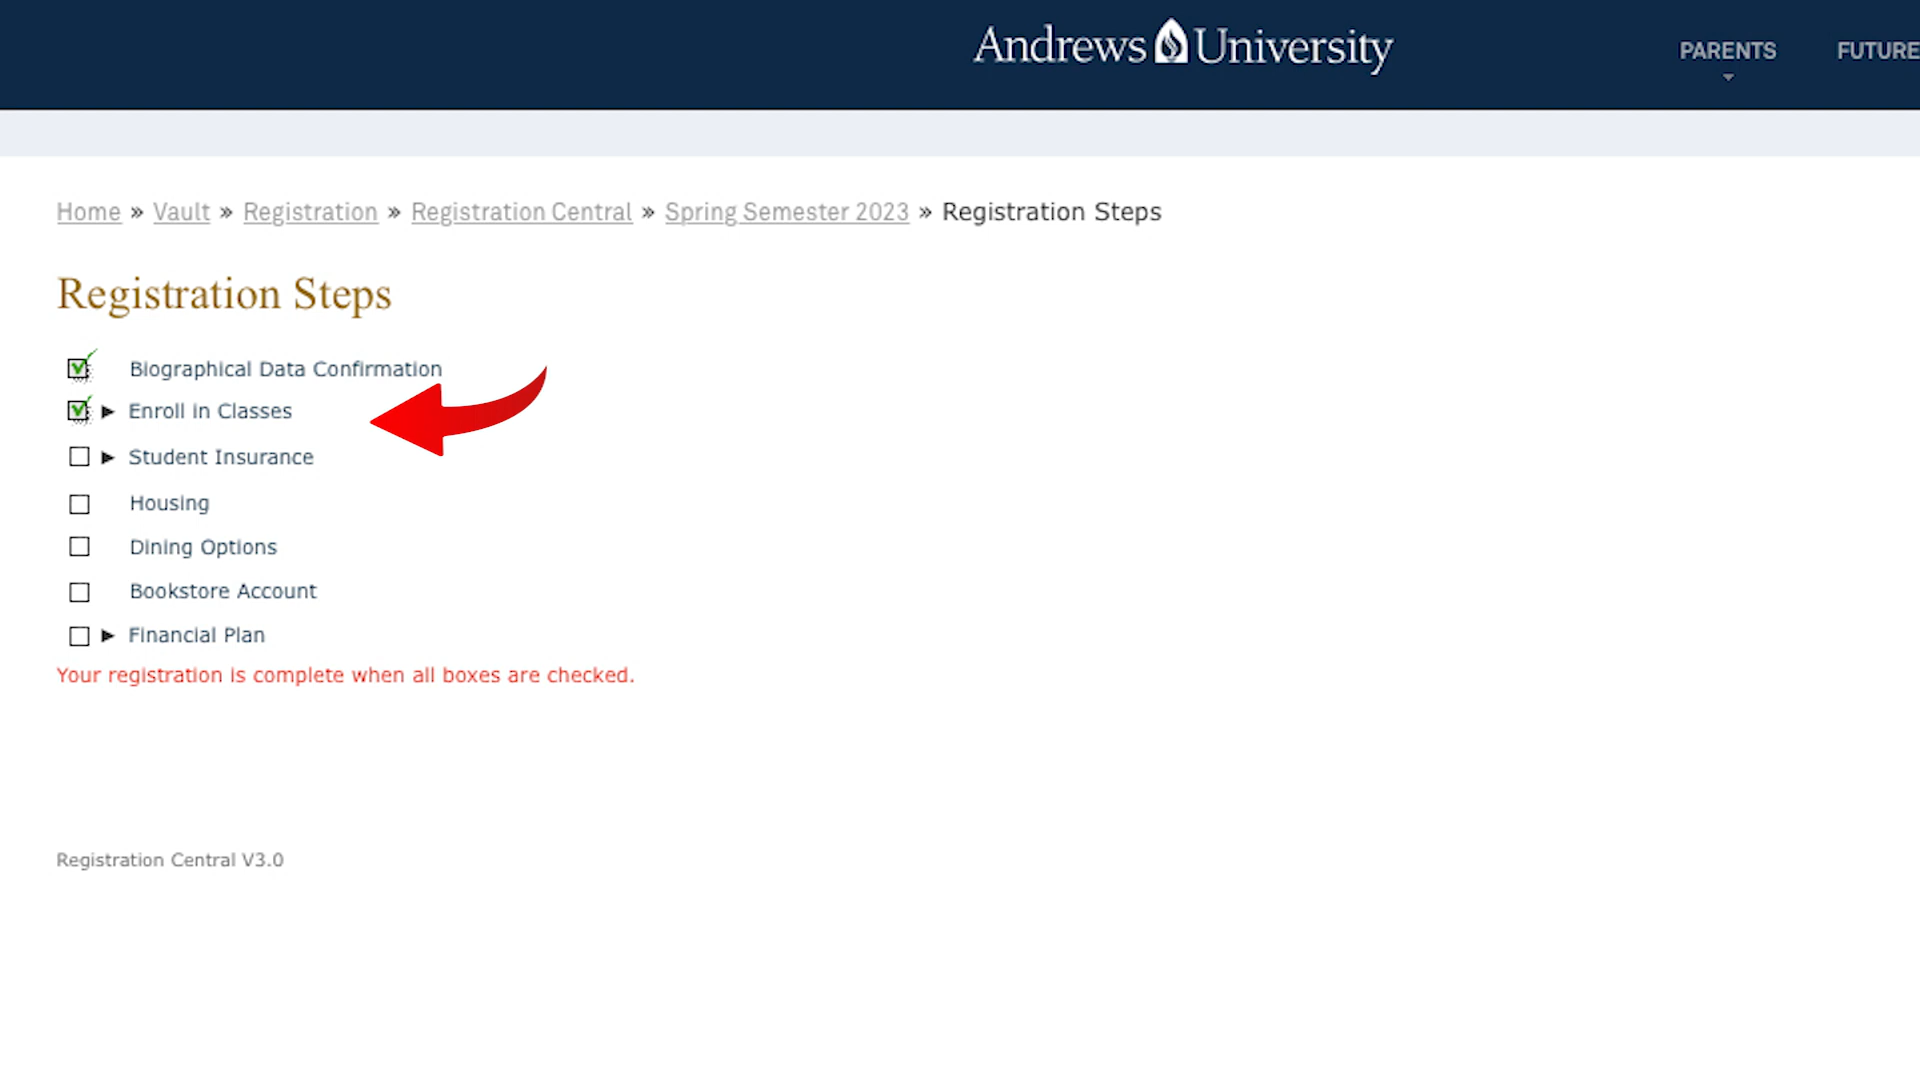 Andrews University
PARENTS
FUTURE
Home » Vault » Registration » Registration Central » Spring Semester 2023 » Registration Steps
Registration Steps
Biographical Data Confirmation
Enroll in Classes
Student Insurance
Housing
Dining Options
Bookstore Account
Financial Plan
Your registration is complete when all boxes are checked.
Registration Central V3.0